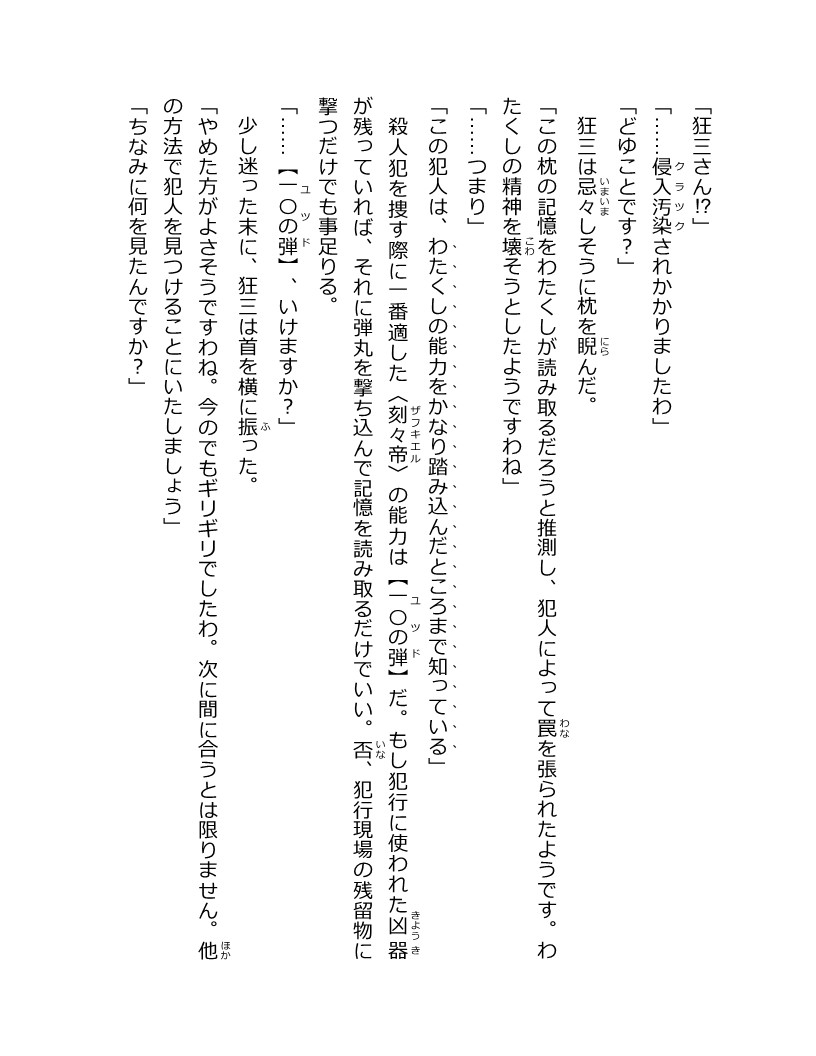 「狂三さん⁉」
「……侵入汚染されかかりましたわ」
「どゆことです?」
　狂三は忌々しそうに枕を睨んだ。
「この枕の記憶をわたくしが読み取るだろうと推測し、犯人によって罠を張られたようです。わ
たくしの精神を壊そうとしたようですわね」
「……つまり」
「この犯人は、わたくしの能力をかなり踏み込んだところまで知っている」
　殺人犯を捜す際に一番適した〈刻々帝〉の能力は【一〇の弾】だ。もし犯行に使われた凶器
が残っていれば、それに弾丸を撃ち込んで記憶を読み取るだけでいい。否、犯行現場の残留物に
撃つだけでも事足りる。
「……【一〇の弾】、いけますか?」
　少し迷った末に、狂三は首を横に振った。
「やめた方がよさそうですわね。今のでもギリギリでしたわ。次に間に合うとは限りません。他
の方法で犯人を見つけることにいたしましょう」
「ちなみに何を見たんですか?」